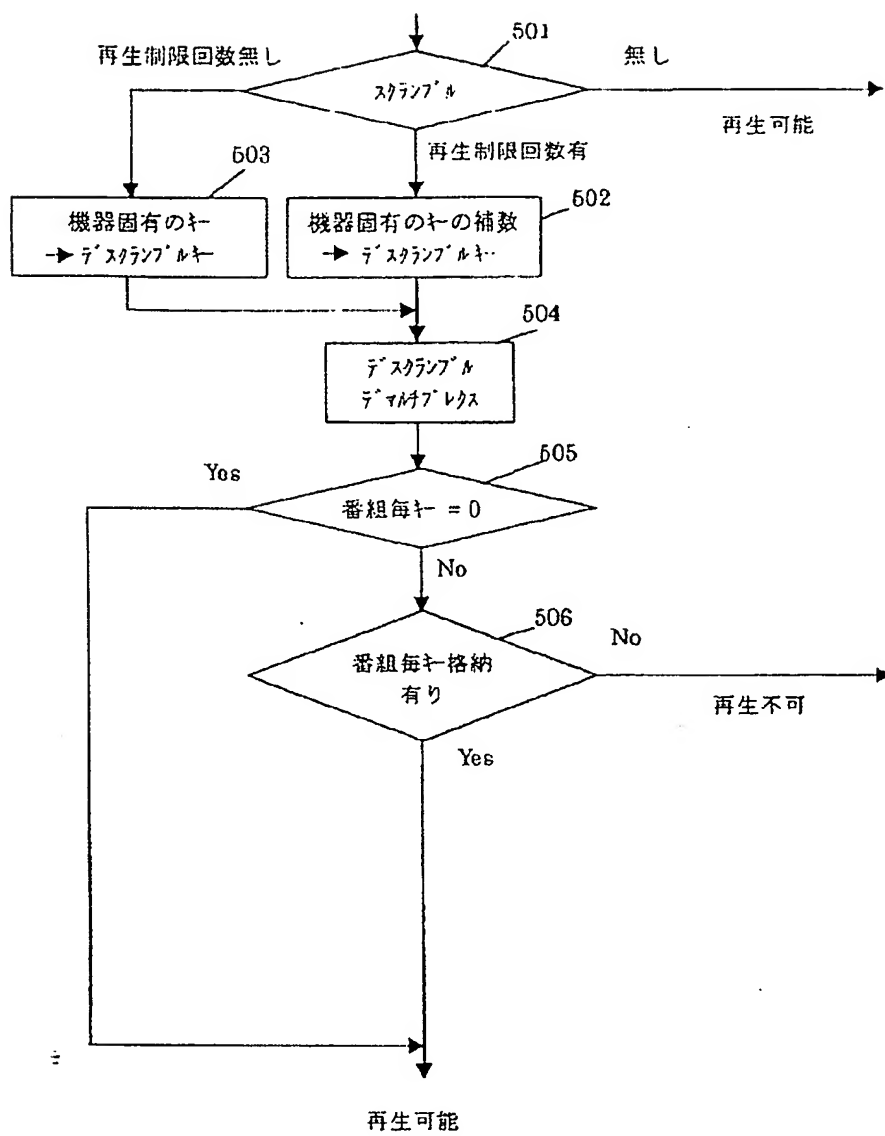 501
再生制限回数無し
無し
スクランブル
再生可能
再生制限回数有
503
502
機器固有のキー
→ デスクランブルキー
機器固有のキーの補数
→ デスクランブルキー
504
デスクランブル
デマルチプレクス
505
Yes
番組毎キー = 0
No
506
No
番組毎キー格納
有り
再生不可
Yes
再生可能